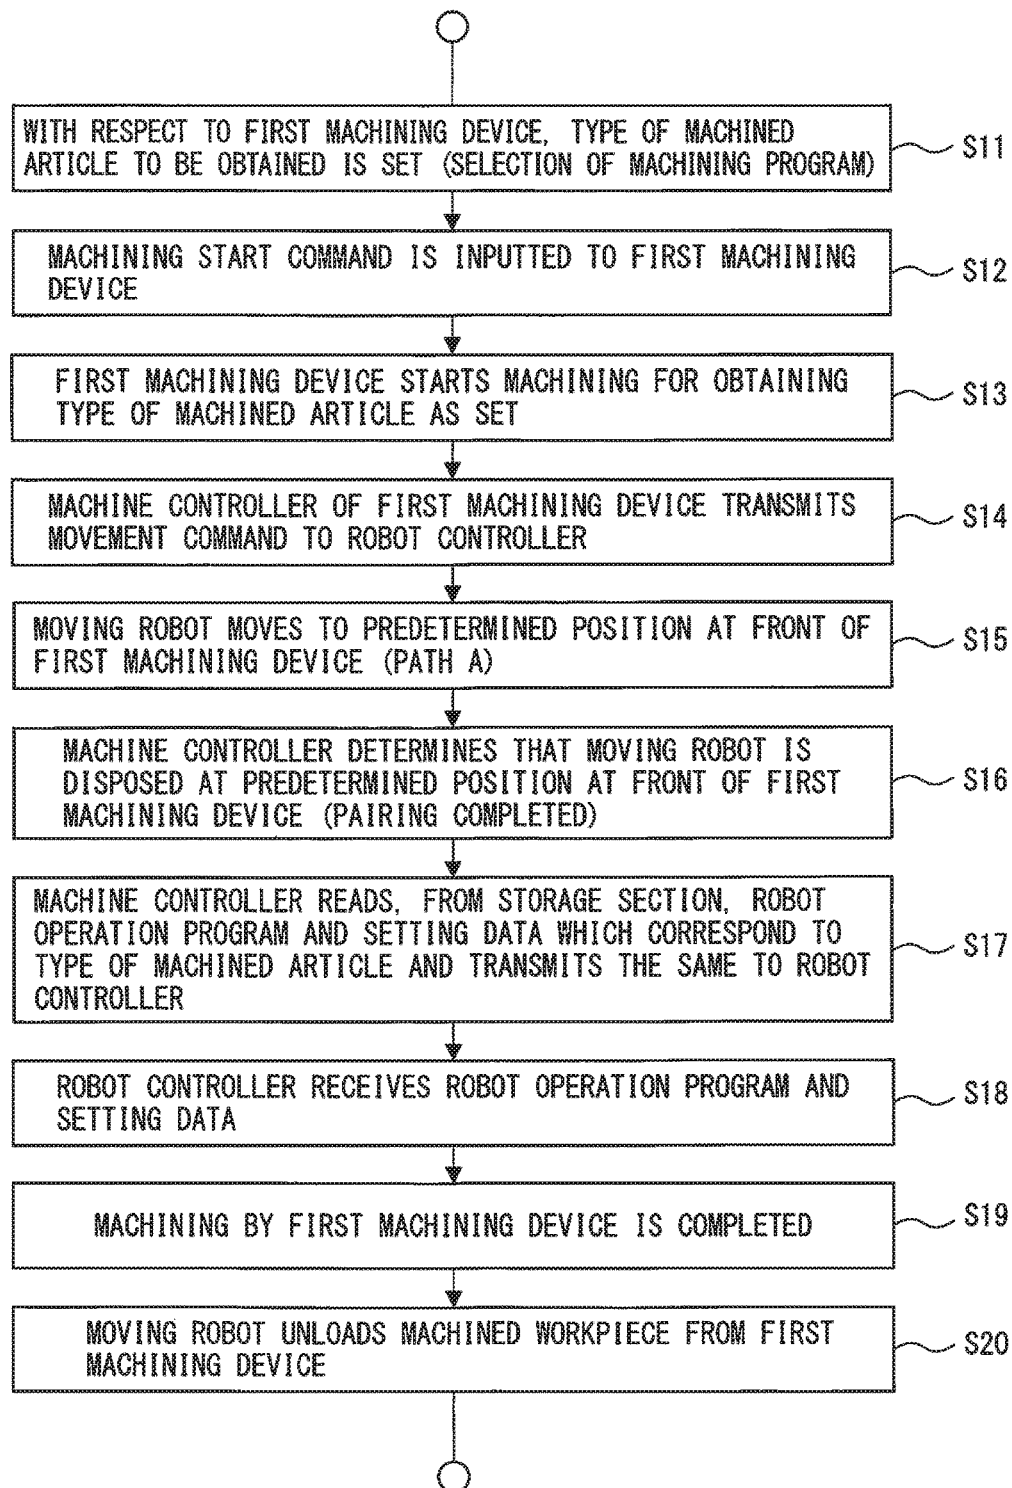 WITH RESPECT TO FIRST MACHINING DEVICE, TYPE OF MACHINED
ARTICLE TO BE OBTAINED IS SET (SELECTION OF MACHINING PROGRAM)
S11
MACHINING START COMMAND IS INPUTTED TO FIRST MACHINING
DEVICE
S12
FIRST MACHINING DEVICE STARTS MACHINING FOR OBTAINING
TYPE OF MACHINED ARTICLE AS SET
S13
MACHINE CONTROLLER OF FIRST MACHINING DEVICE TRANSMITS
MOVEMENT COMMAND TO ROBOT CONTROLLER
S14
MOVING ROBOT MOVES TO PREDETERMINED POSITION AT FRONT OF
FIRST MACHINING DEVICE (PATH A)
S15
MACHINE CONTROLLER DETERMINES THAT MOVING ROBOT IS
DISPOSED AT PREDETERMINED POSITION AT FRONT OF FIRST
MACHINING DEVICE (PAIRING COMPLETED)
S16
MACHINE CONTROLLER READS, FROM STORAGE SECTION, ROBOT
OPERATION PROGRAM AND SETTING DATA WHICH CORRESPOND TO
TYPE OF MACHINED ARTICLE AND TRANSMITS THE SAME TO ROBOT
CONTROLLER
S17
ROBOT CONTROLLER RECEIVES ROBOT OPERATION PROGRAM AND
SETTING DATA
S18
MACHINING BY FIRST MACHINING DEVICE IS COMPLETED
S19
MOVING ROBOT UNLOADS MACHINED WORKPIECE FROM FIRST
MACHINING DEVICE
S20